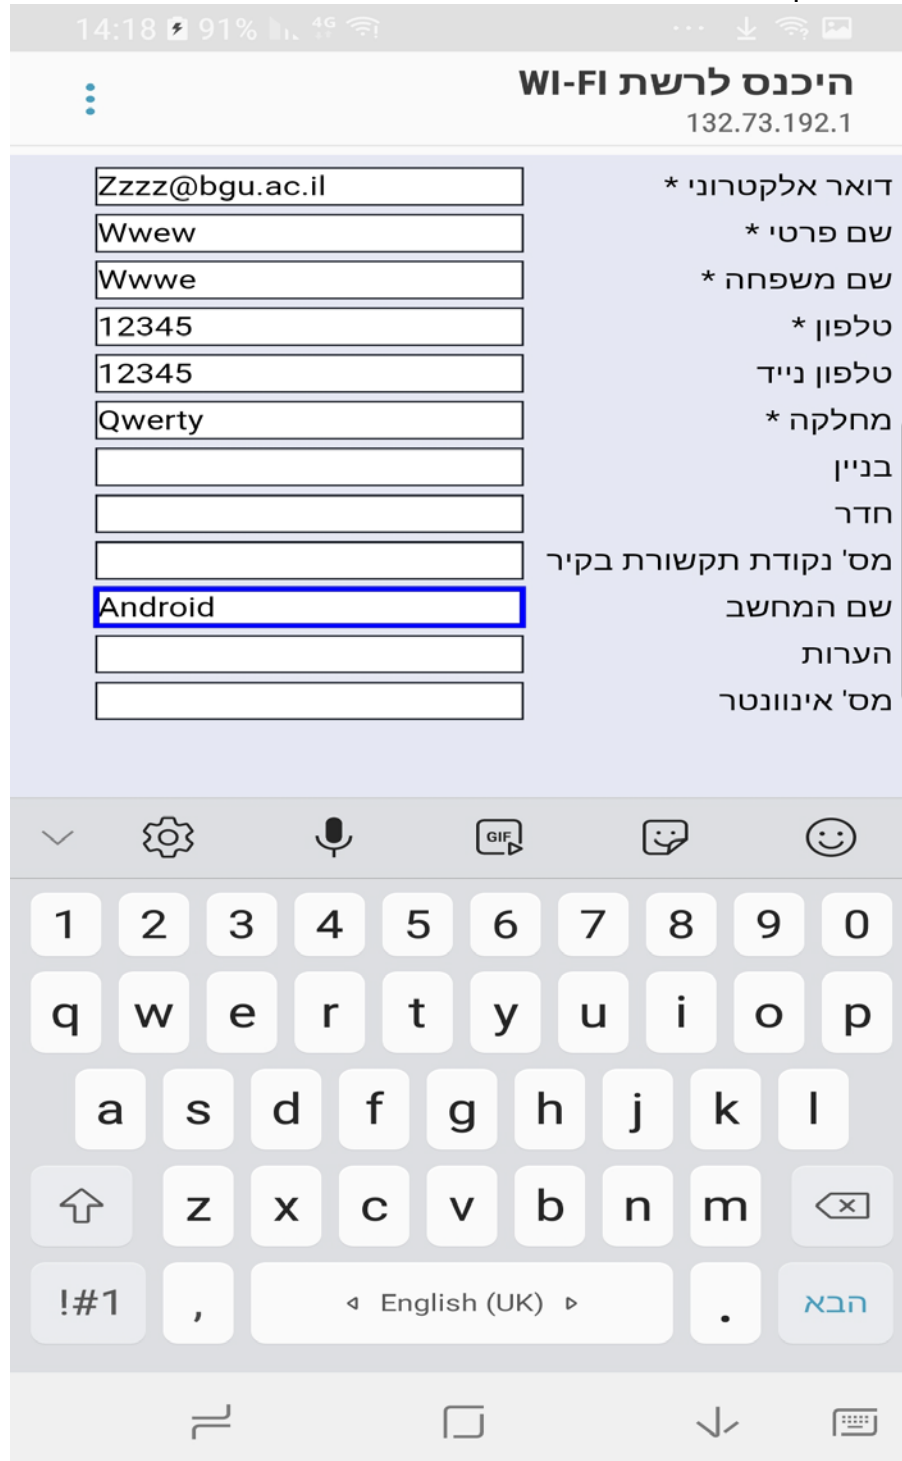 14:18 91% 4G
היכנס לרשת WI-FI
132.73.192.1
דואר אלקטרוני * Zzzz@bgu.ac.il
שם פרטי * Wwew
שם משפחה * Wwwe
טלפון * 12345
טלפון נייד 12345
מחלקה * Qwerty
בניין
חדר
מס' נקודת תקשורת בקיר
שם המחשב Android
הערות
מס' אינוונטר
GIF
1 2 3 4 5 6 7 8 9 0
q w e r t y u i o p
a s d f g h j k l
z x c v b n m
!#1 , English (UK) . הבא